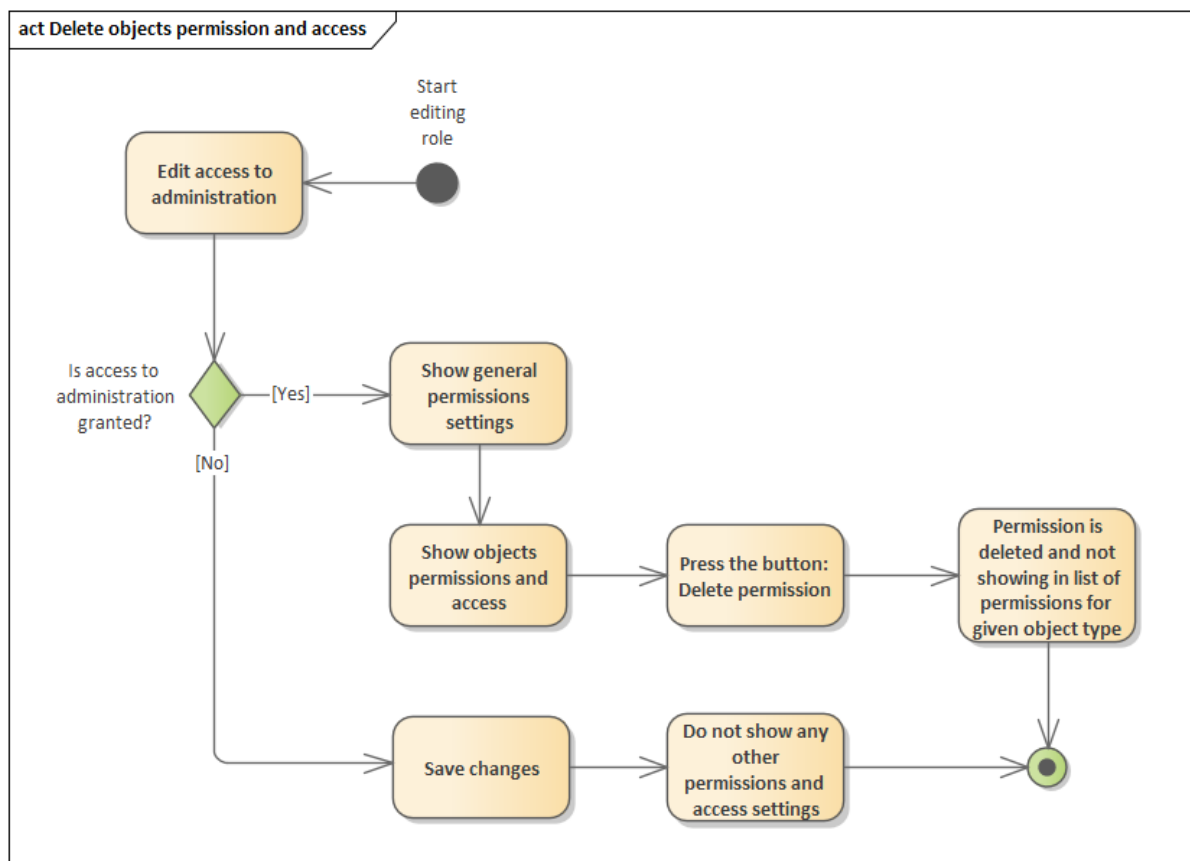 act Delete objects permission and access
Start
editing
role
Edit access to
administration
Is access to
administration
granted?
[Yes]
[No]
Show general
permissions
settings
Show objects
permissions and
access
Press the button:
Delete permission
Permission is
deleted and not
showing in list of
permissions for
given object type
Save changes
Do not show any
other
permissions and
access settings